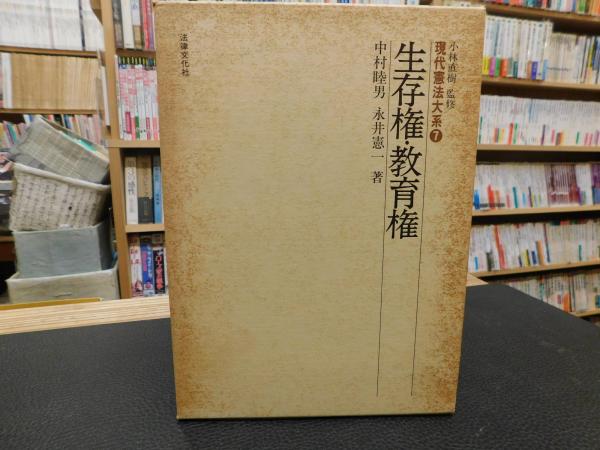 小林直樹 監修
現代憲法大系 7
生存権・教育権
中村睦男 永井憲一 著
法律文化社